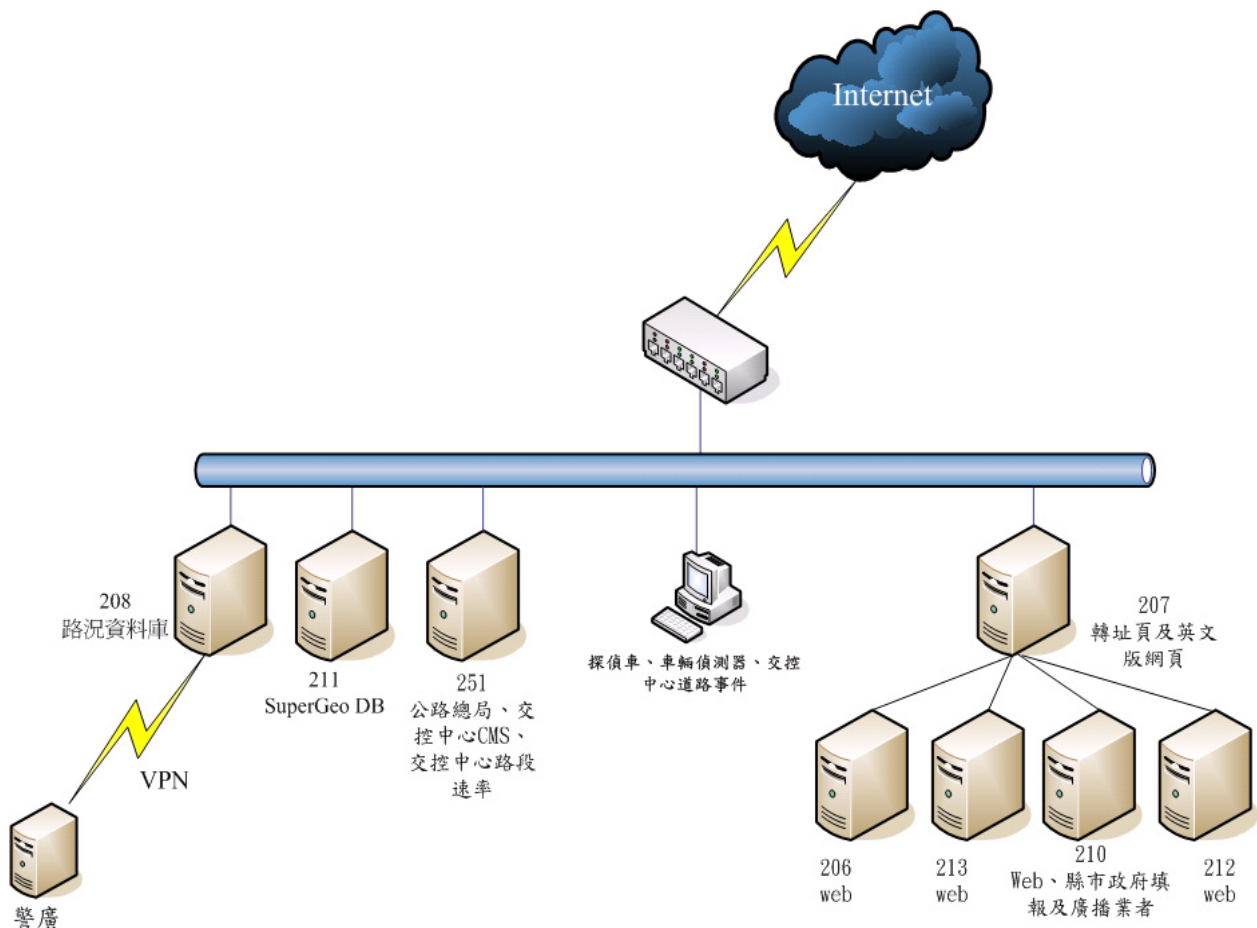 Internet
208
路況資料庫
211
SuperGeo DB
251
公路總局、交
控中心CMS、
交控中心路段
速率
探偵車、車輛偵測器、交控
中心道路事件
207
轉址頁及英文
版網頁
VPN
警廣
206
web
213
web
210
Web、縣市政府填
報及廣播業者
212
web